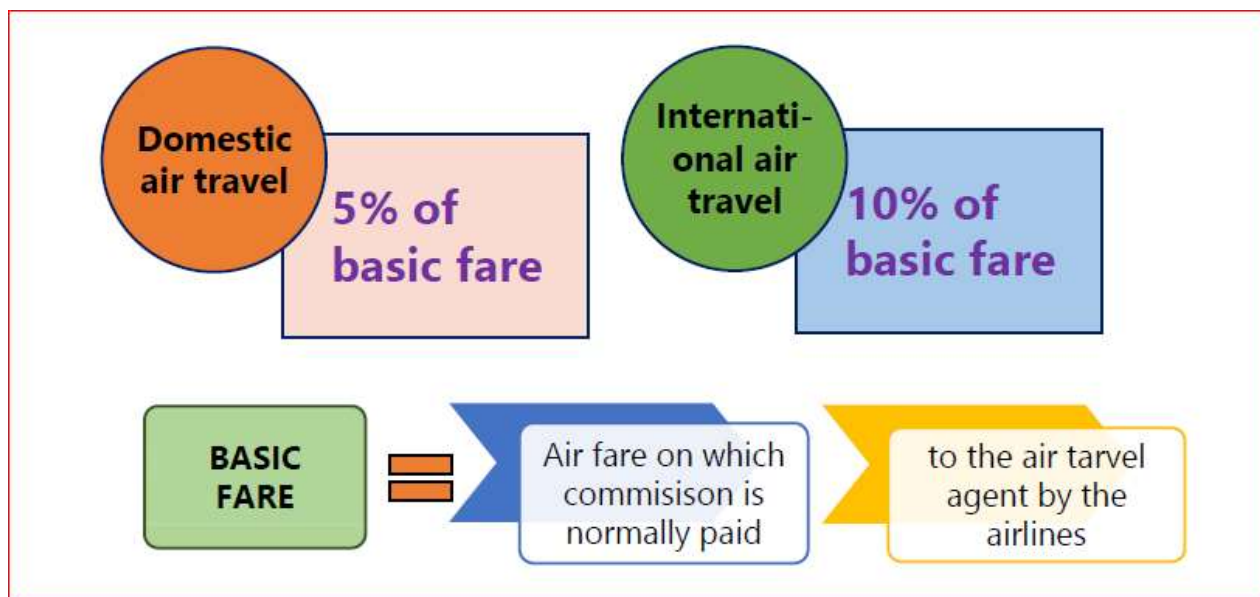 Domestic
air travel
5% of
basic fare
Internati-
onal air
travel
10% of
basic fare
BASIC
FARE
Air fare on which
commisison is
normally paid
to the air tarvel
agent by the
airlines